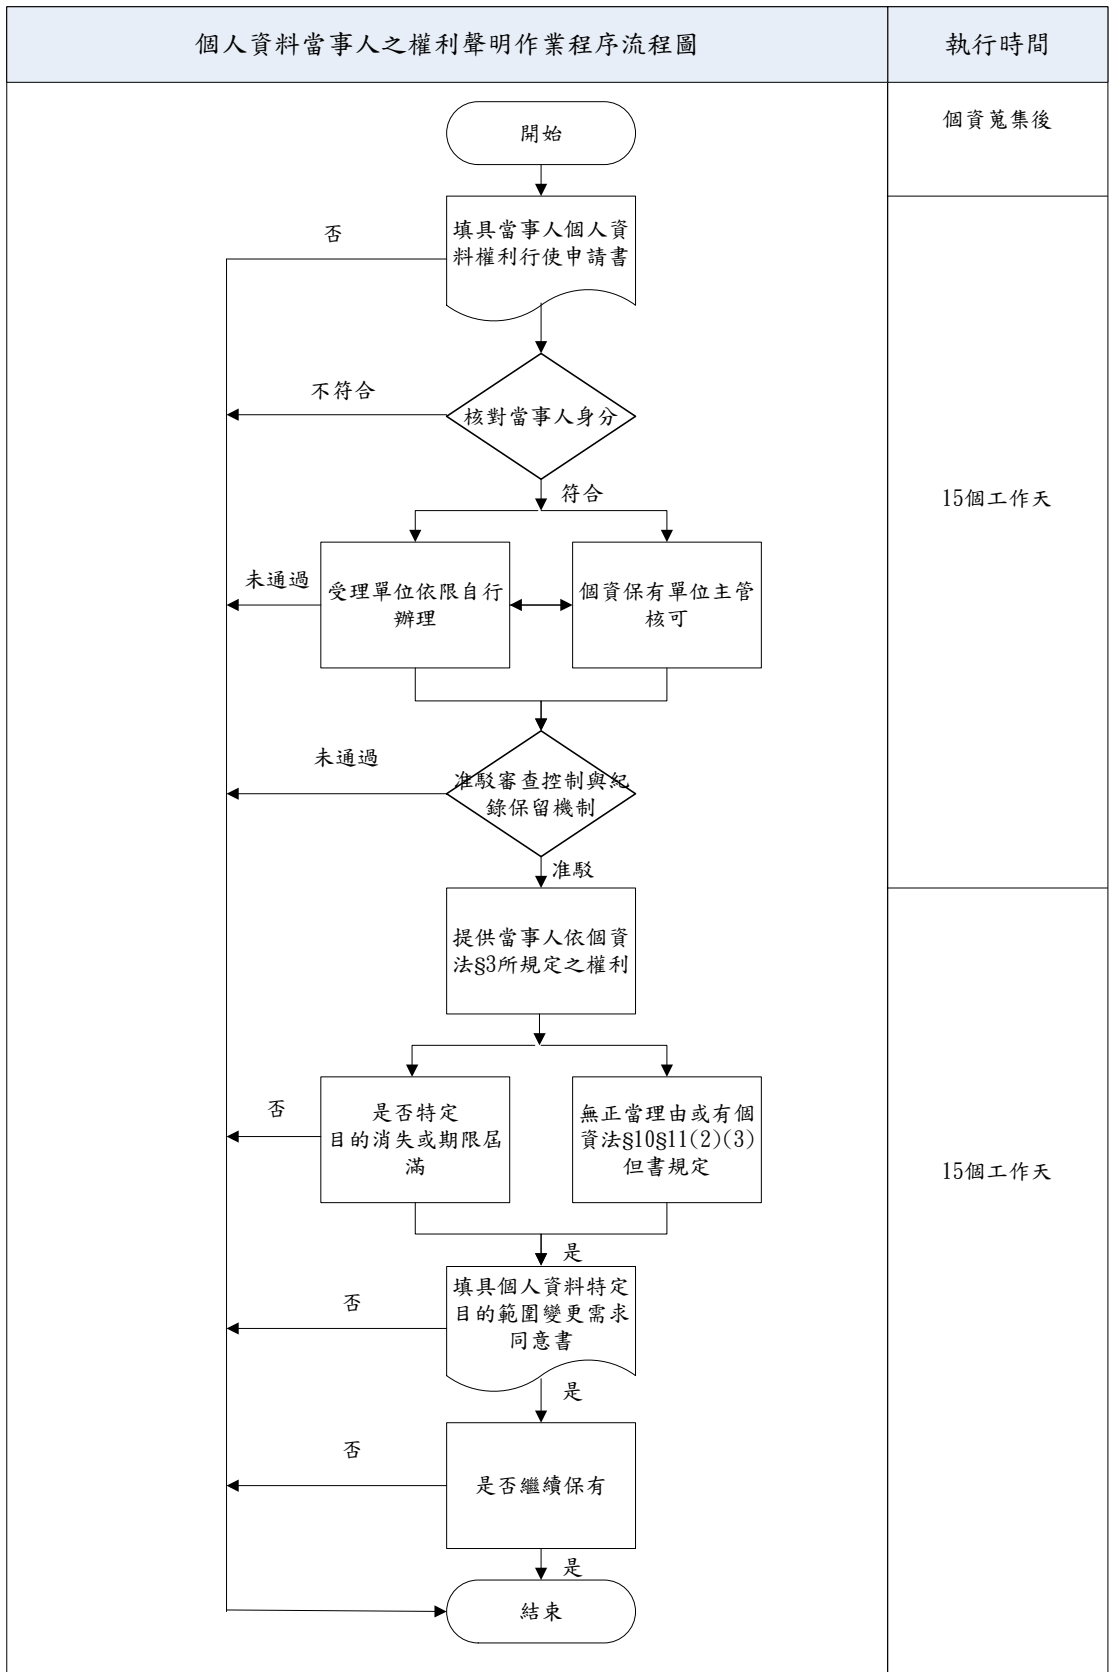 個人資料當事人之權利聲明作業程序流程圖
執行時間
開始
個資蒐集後
填具當事人個人資
料權利行使申請書
否
核對當事人身分
不符合
符合
15個工作天
受理單位依限自行
辦理
未通過
個資保有單位主管
核可
准駁審查控制與紀
錄保留機制
未通過
准駁
提供當事人依個資
法§3所規定之權利
是否特定
目的消失或期限屆
滿
否
無正當理由或有個
資法§10§11(2)(3)
但書規定
15個工作天
是
填具個人資料特定
目的範圍變更需求
同意書
否
是
是否繼續保有
否
是
結束